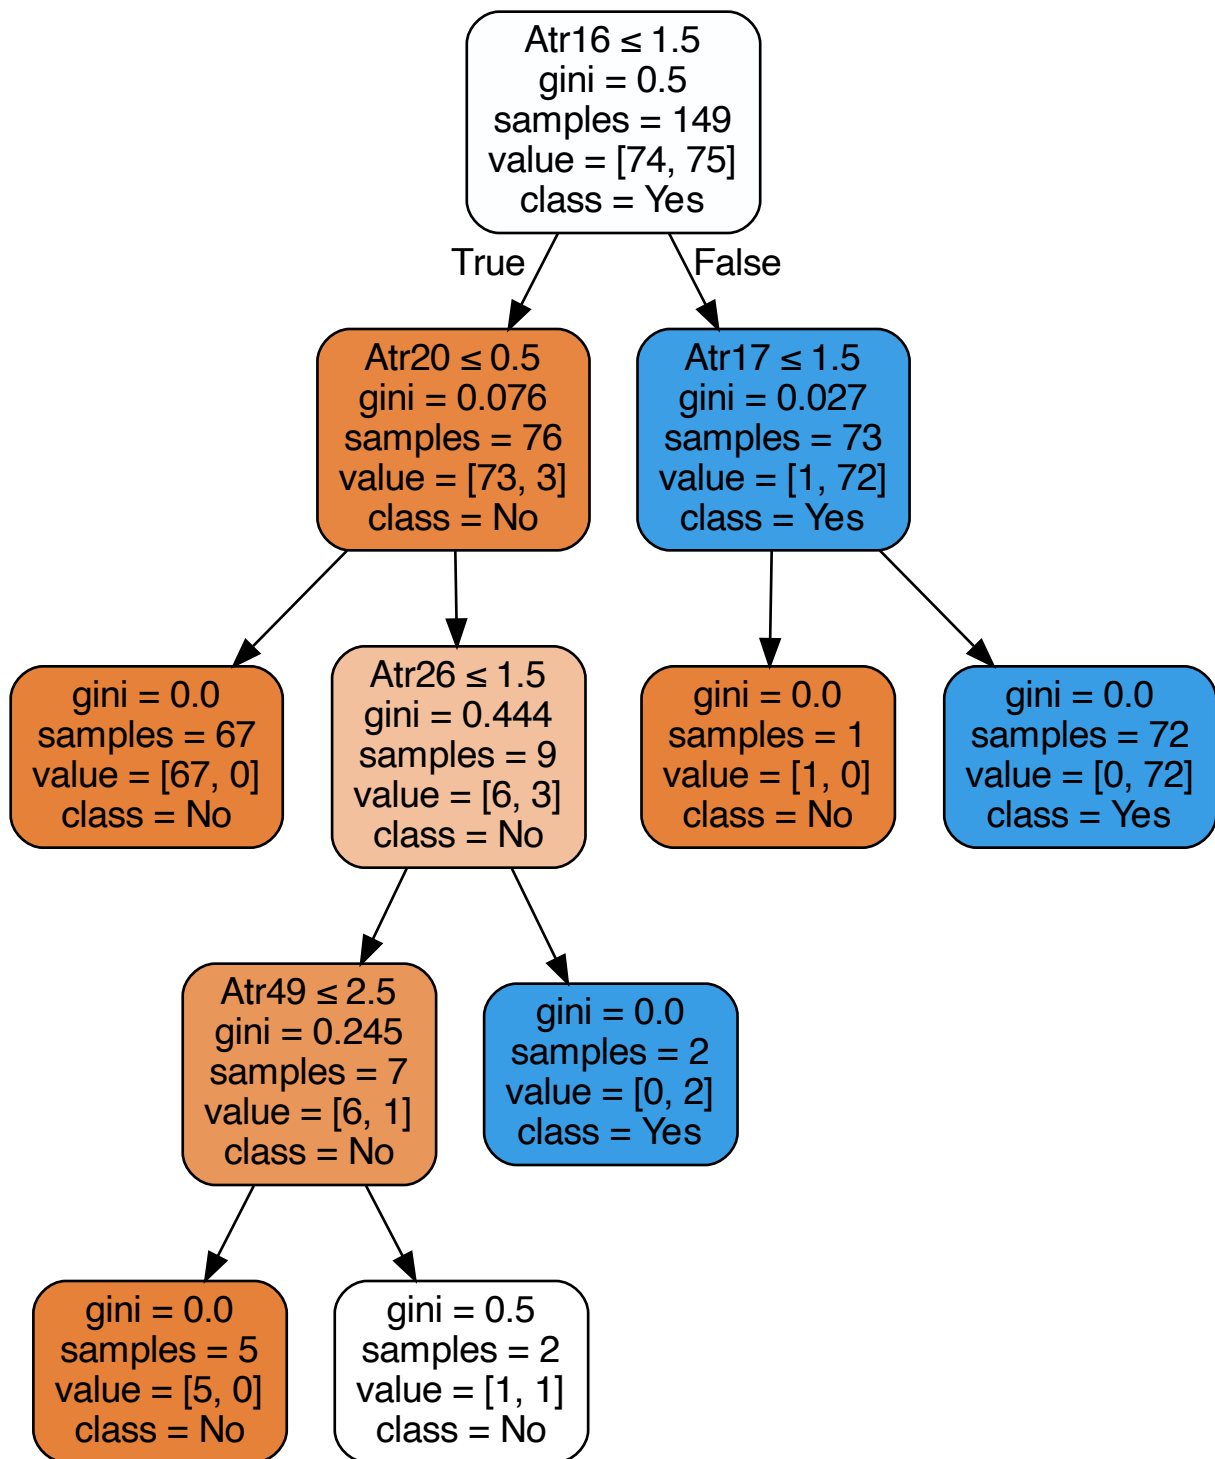 Atr16 ≤ 1.5
gini = 0.5
samples = 149
value = [74, 75]
class = Yes
True
False
Atr20 ≤ 0.5
gini = 0.076
samples = 76
value = [73, 3]
class = No
Atr17 ≤ 1.5
gini = 0.027
samples = 73
value = [1, 72]
class = Yes
gini = 0.0
samples = 67
value = [67, 0]
class = No
Atr26 ≤ 1.5
gini = 0.444
samples = 9
value = [6, 3]
class = No
gini = 0.0
samples = 1
value = [1, 0]
class = No
gini = 0.0
samples = 72
value = [0, 72]
class = Yes
Atr49 ≤ 2.5
gini = 0.245
samples = 7
value = [6, 1]
class = No
gini = 0.0
samples = 2
value = [0, 2]
class = Yes
gini = 0.0
samples = 5
value = [5, 0]
class = No
gini = 0.5
samples = 2
value = [1, 1]
class = No